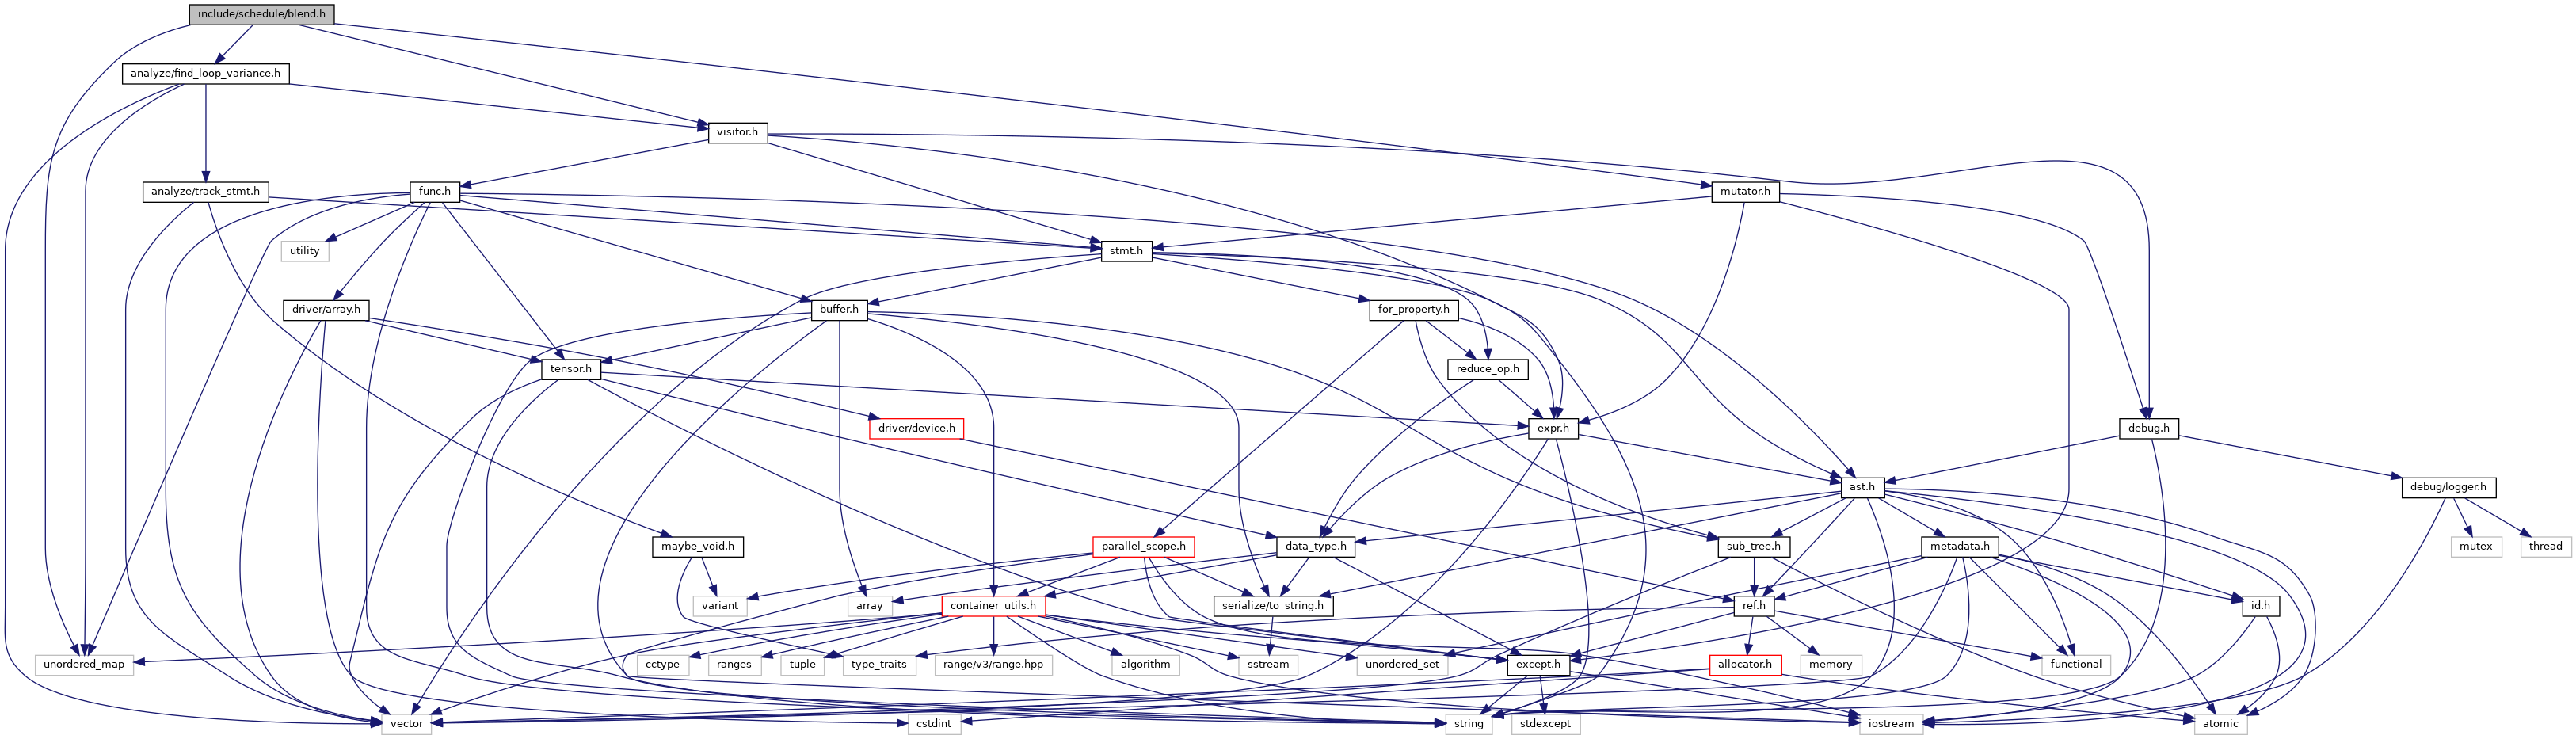 include/schedule/blend.h
analyze/find_loop_variance.h
visitor.h
analyze/track_stmt.h
func.h
mutator.h
utility
stmt.h
driver/array.h
buffer.h
for_property.h
tensor.h
reduce_op.h
driver/device.h
expr.h
debug.h
ast.h
debug/logger.h
maybe_void.h
parallel_scope.h
data_type.h
sub_tree.h
metadata.h
mutex
thread
variant
array
container_utils.h
serialize/to_string.h
ref.h
id.h
unordered_map
cctype
ranges
tuple
type_traits
range/v3/range.hpp
algorithm
sstream
unordered_set
except.h
allocator.h
memory
functional
vector
cstdint
string
stdexcept
iostream
atomic